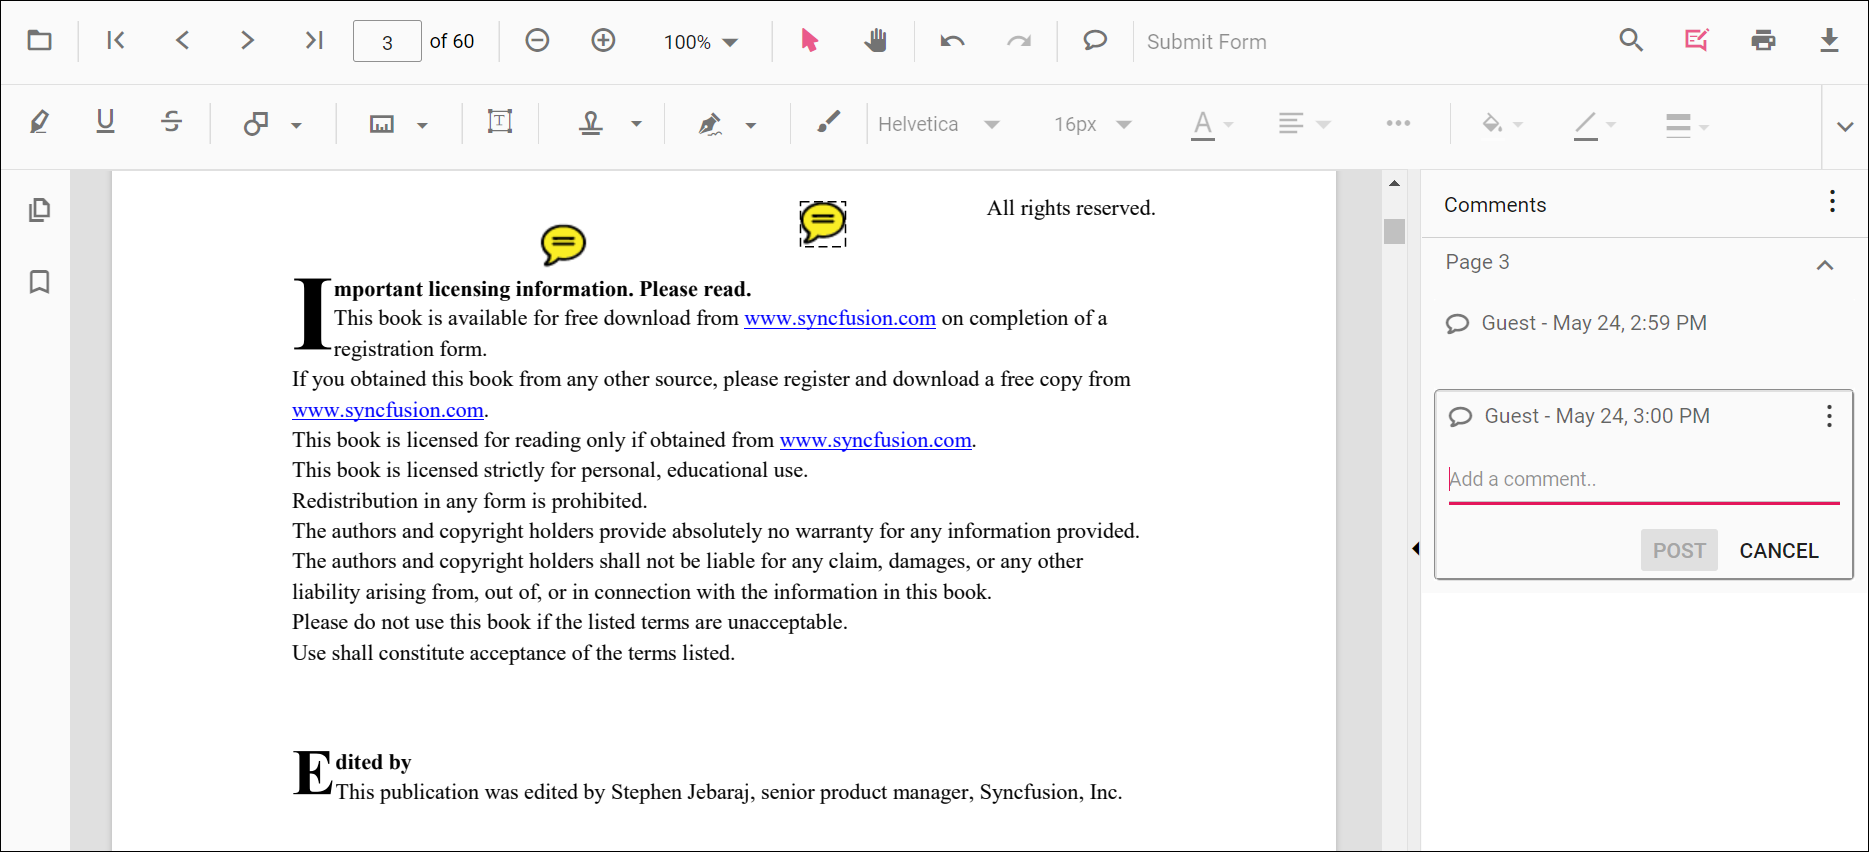 3 of 60 100% Submit Form
Helvetica 16px A
All rights reserved.
Important licensing information. Please read.
This book is available for free download from www.syncfusion.com on completion of a
registration form.
If you obtained this book from any other source, please register and download a free copy from
www.syncfusion.com.
This book is licensed for reading only if obtained from www.syncfusion.com.
This book is licensed strictly for personal, educational use.
Redistribution in any form is prohibited.
The authors and copyright holders provide absolutely no warranty for any information provided.
The authors and copyright holders shall not be liable for any claim, damages, or any other
liability arising from, out of, or in connection with the information in this book.
Please do not use this book if the listed terms are unacceptable.
Use shall constitute acceptance of the terms listed.
Edited by
This publication was edited by Stephen Jebaraj, senior product manager, Syncfusion, Inc.
Comments
Page 3
Guest - May 24, 2:59 PM
Guest - May 24, 3:00 PM
Add a comment..
POST CANCEL